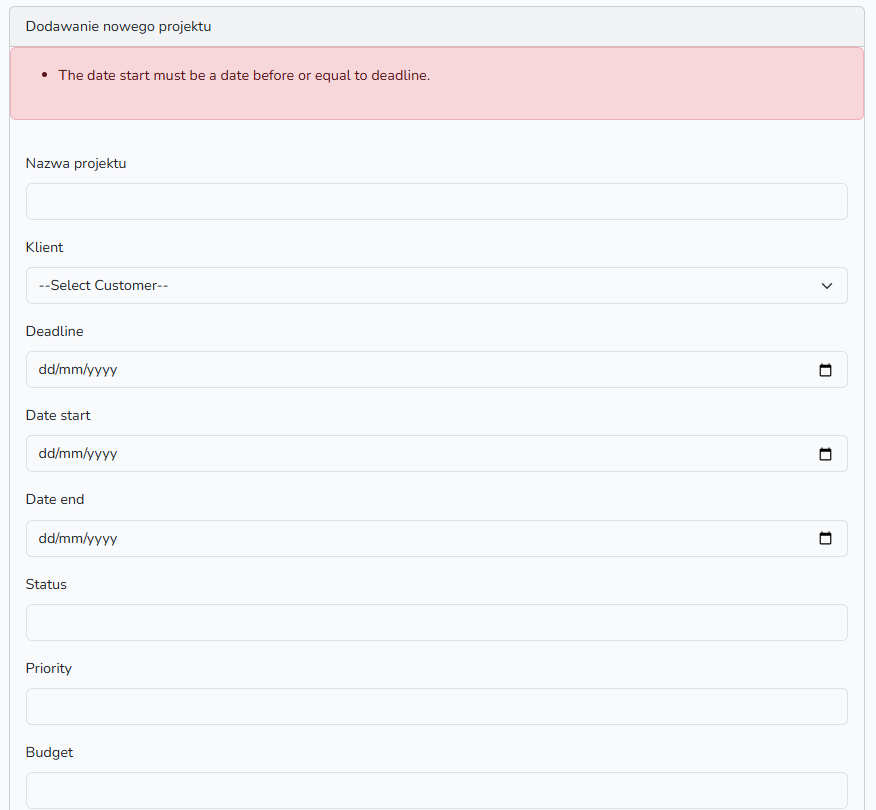 Dodawanie nowego projektu
• The date start must be a date before or equal to deadline.
Nazwa projektu
Klient
--Select Customer--
Deadline
dd/mm/yyyy
Date start
dd/mm/yyyy
Date end
dd/mm/yyyy
Status
Priority
Budget